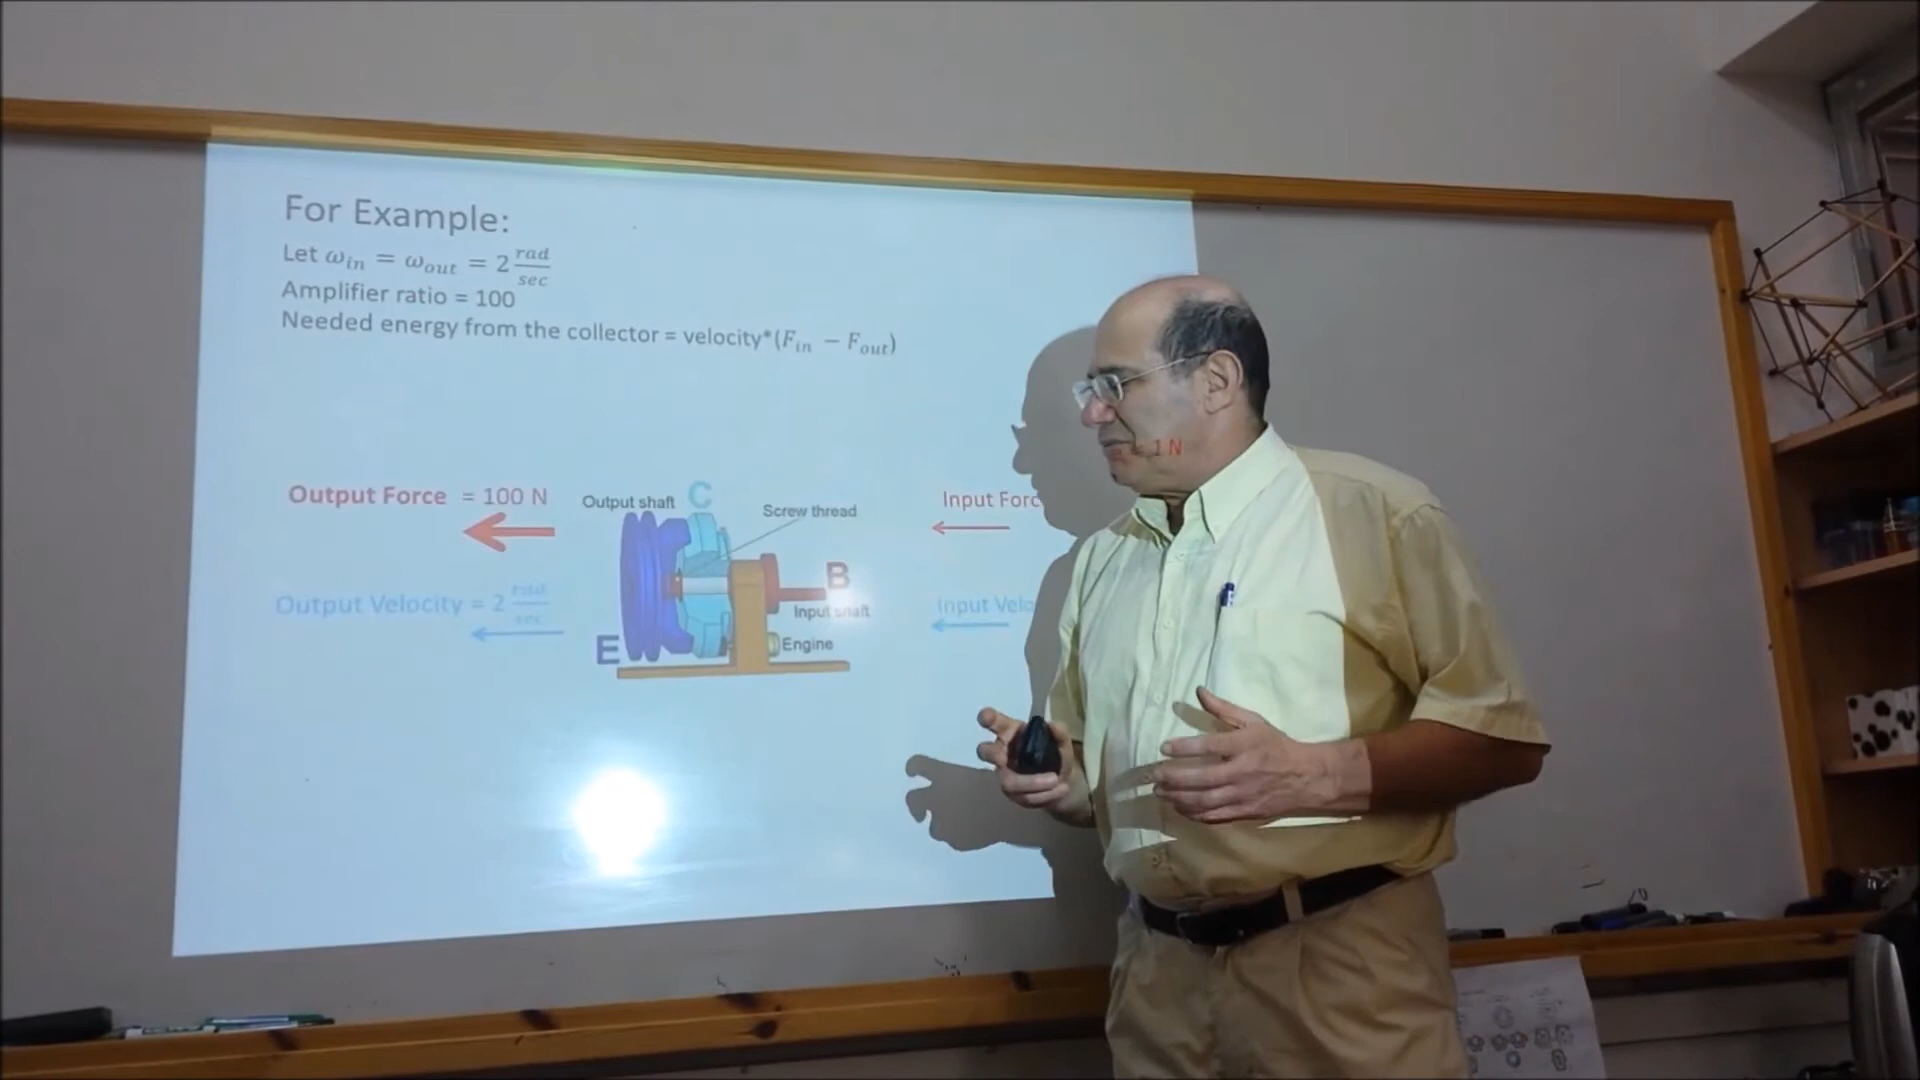 For Example:
Let ω_in = ω_out = 2 rad/sec
Amplifier ratio = 100
Needed energy from the collector = velocity*(F_in − F_out)
Output Force = 100 N
Output shaft
C
Screw thread
Input Forc
1 N
B
Output Velocity = 2
Input shaft
Input Velo
E
Engine